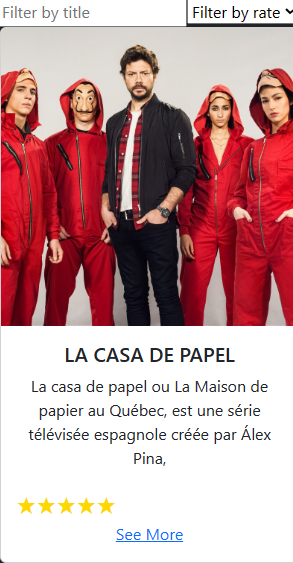 Filter by title Filter by rate
LA CASA DE PAPEL
La casa de papel ou La Maison de
papier au Québec, est une série
télévisée espagnole créée par Álex
Pina,
See More